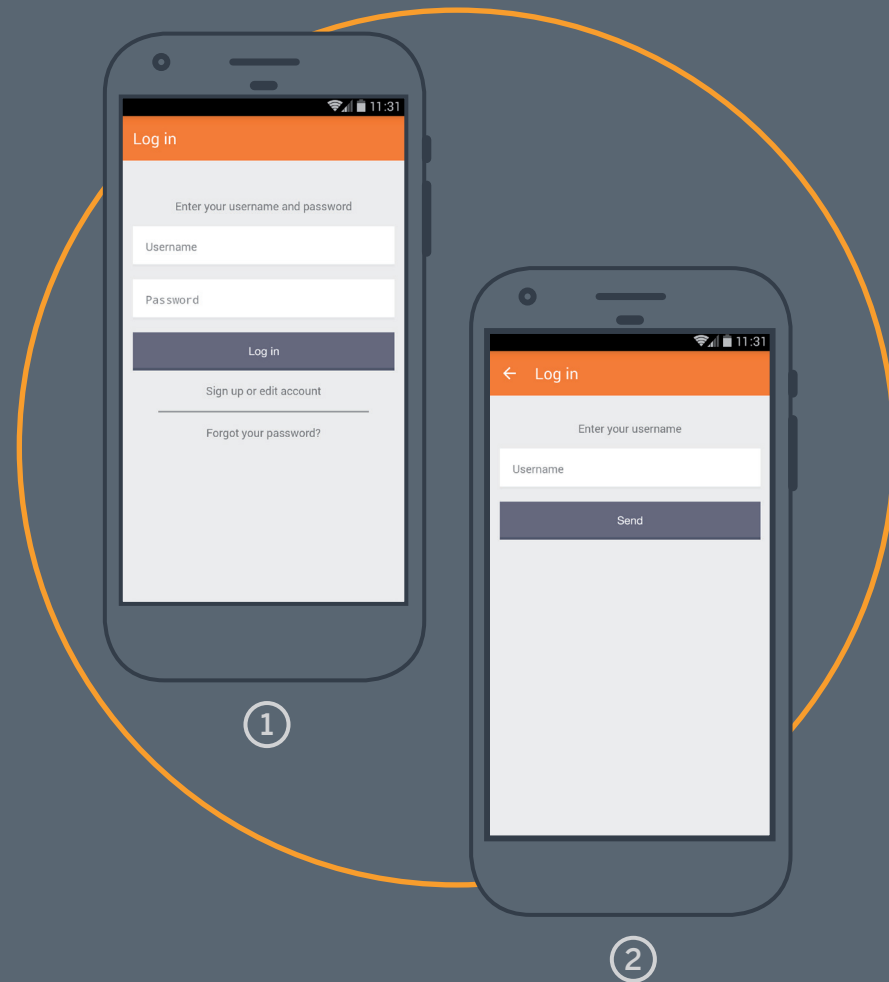 11:31
Log in
Enter your username and password
Username
Password
Log in
Sign up or edit account
Forgot your password?
1
11:31
Log in
Enter your username
Username
Send
2